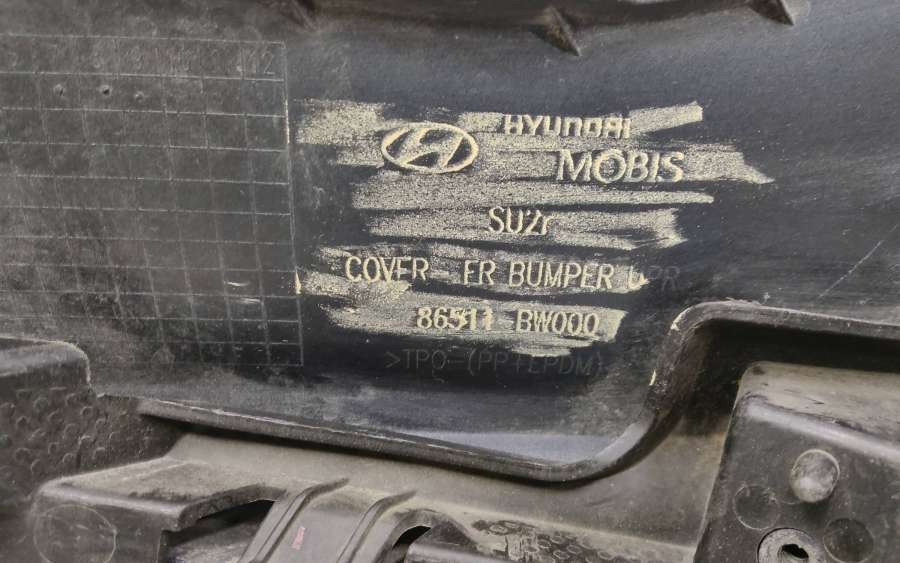 HYUNDAI
MOBIS
SU2r
COVER - FR BUMPER UPR
86511-BW000
>TPO-(PP+EPDM)